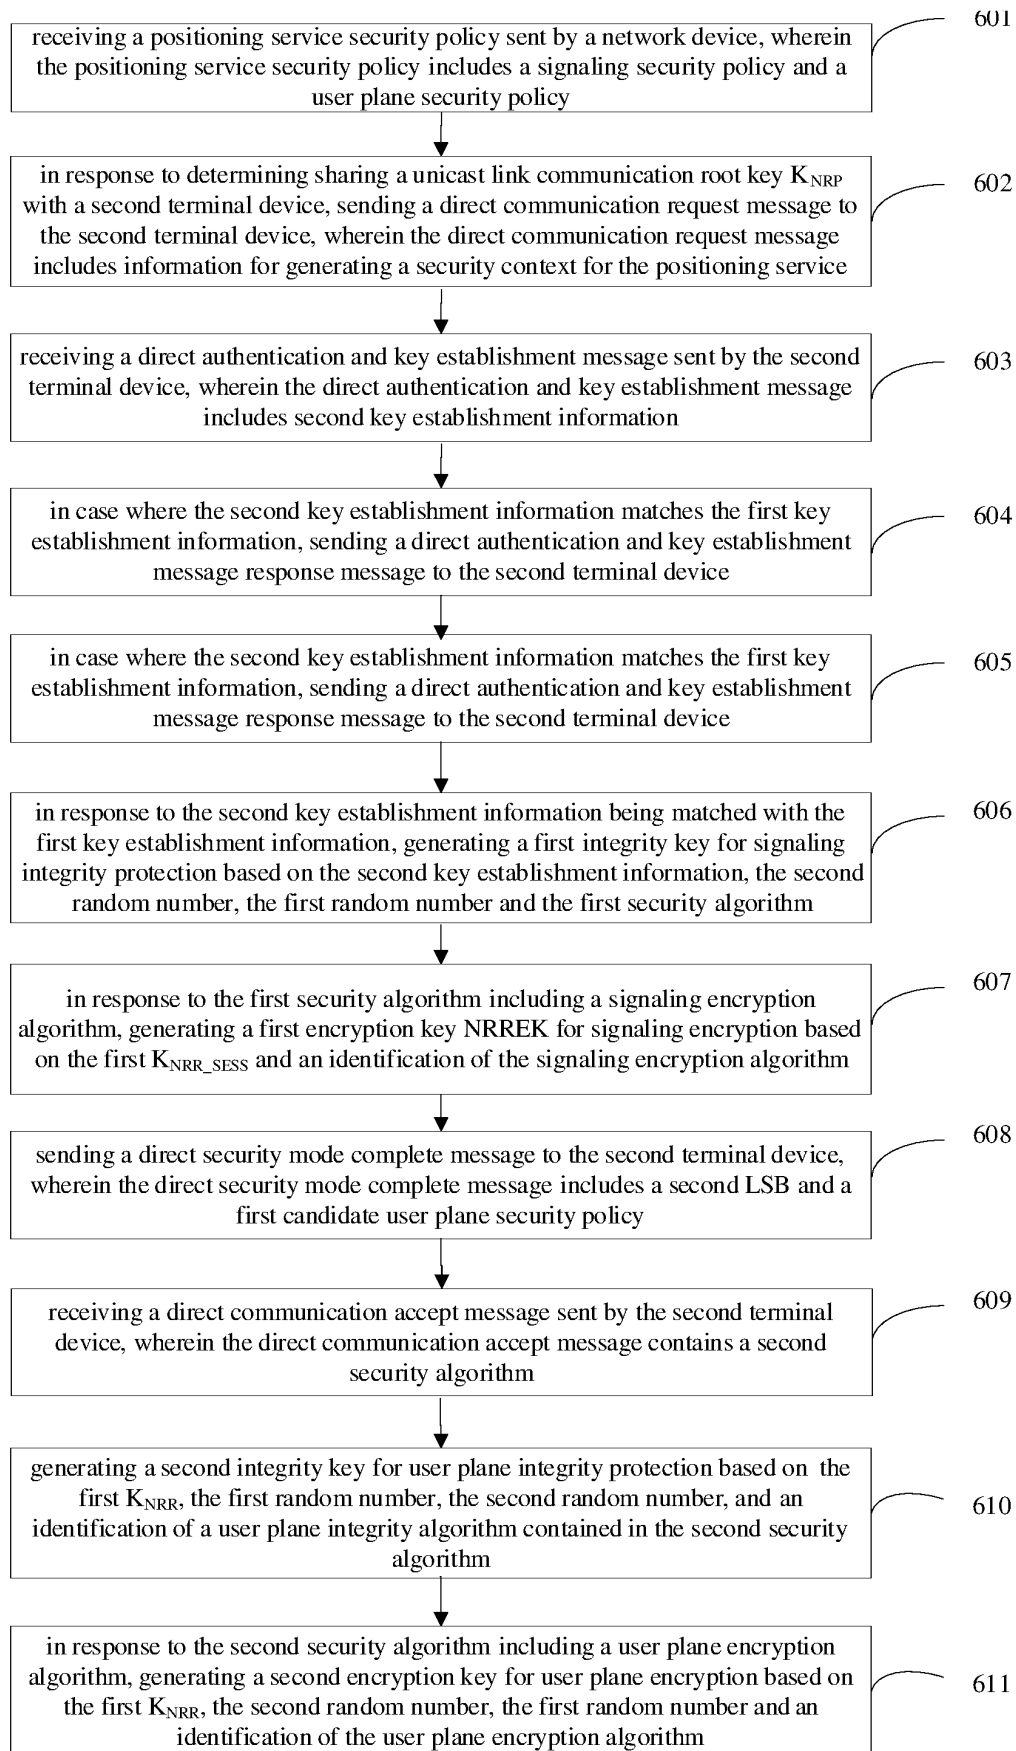 601
receiving a positioning service security policy sent by a network device, wherein
the positioning service security policy includes a signaling security policy and a
user plane security policy
in response to determining sharing a unicast link communication root key KNRP
with a second terminal device, sending a direct communication request message to
the second terminal device, wherein the direct communication request message
includes information for generating a security context for the positioning service
602
receiving a direct authentication and key establishment message sent by the second
terminal device, wherein the direct authentication and key establishment message
includes second key establishment information
603
in case where the second key establishment information matches the first key
establishment information, sending a direct authentication and key establishment
message response message to the second terminal device
604
in case where the second key establishment information matches the first key
establishment information, sending a direct authentication and key establishment
message response message to the second terminal device
605
in response to the second key establishment information being matched with the
first key establishment information, generating a first integrity key for signaling
integrity protection based on the second key establishment information, the second
random number, the first random number and the first security algorithm
606
in response to the first security algorithm including a signaling encryption
algorithm, generating a first encryption key NRREK for signaling encryption based
on the first KNRR_SESS and an identification of the signaling encryption algorithm
607
sending a direct security mode complete message to the second terminal device,
wherein the direct security mode complete message includes a second LSB and a
first candidate user plane security policy
608
receiving a direct communication accept message sent by the second terminal
device, wherein the direct communication accept message contains a second
security algorithm
609
generating a second integrity key for user plane integrity protection based on the
first KNRR, the first random number, the second random number, and an
identification of a user plane integrity algorithm contained in the second security
algorithm
610
in response to the second security algorithm including a user plane encryption
algorithm, generating a second encryption key for user plane encryption based on
the first KNRR, the second random number, the first random number and an
identification of the user plane encryption algorithm
611